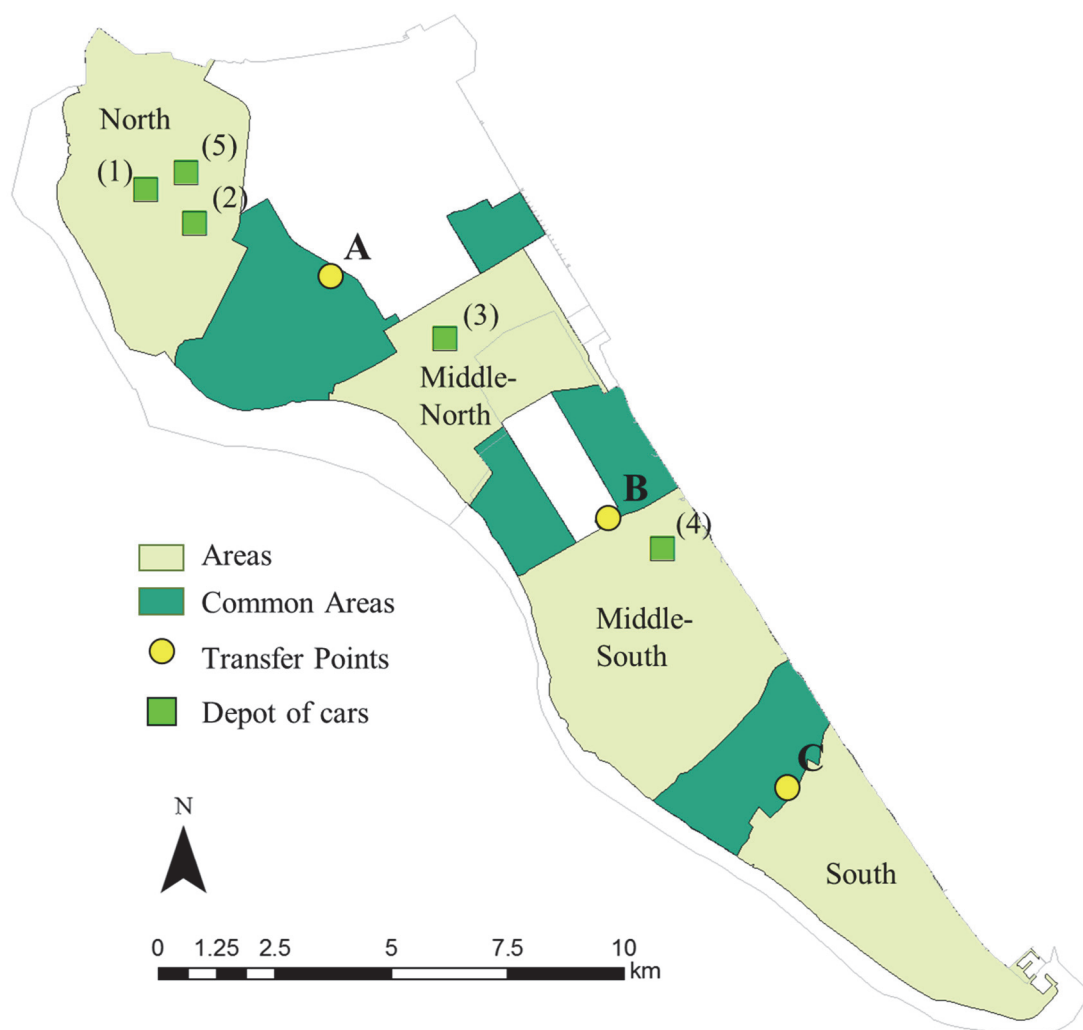 North
(5)
(1)
(2)
A
(3)
Middle-
North
B
(4)
Areas
Common Areas
Transfer Points
Depot of cars
Middle-
South
C
South
N
0 1.25 2.5 5 7.5 10
km